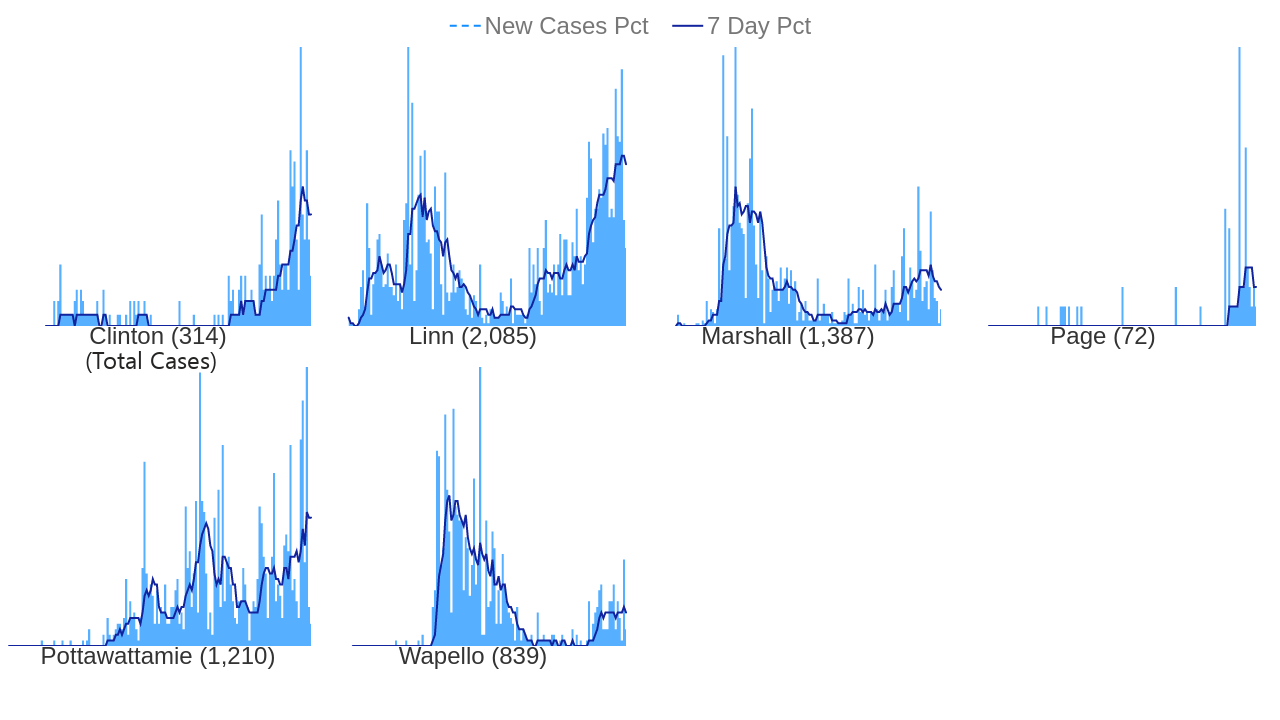 New Cases Pct 7 Day Pct
Clinton (314) Linn (2,085) Marshall (1,387) Page (72)
(Total Cases)
Pottawattamie (1,210) Wapello (839)